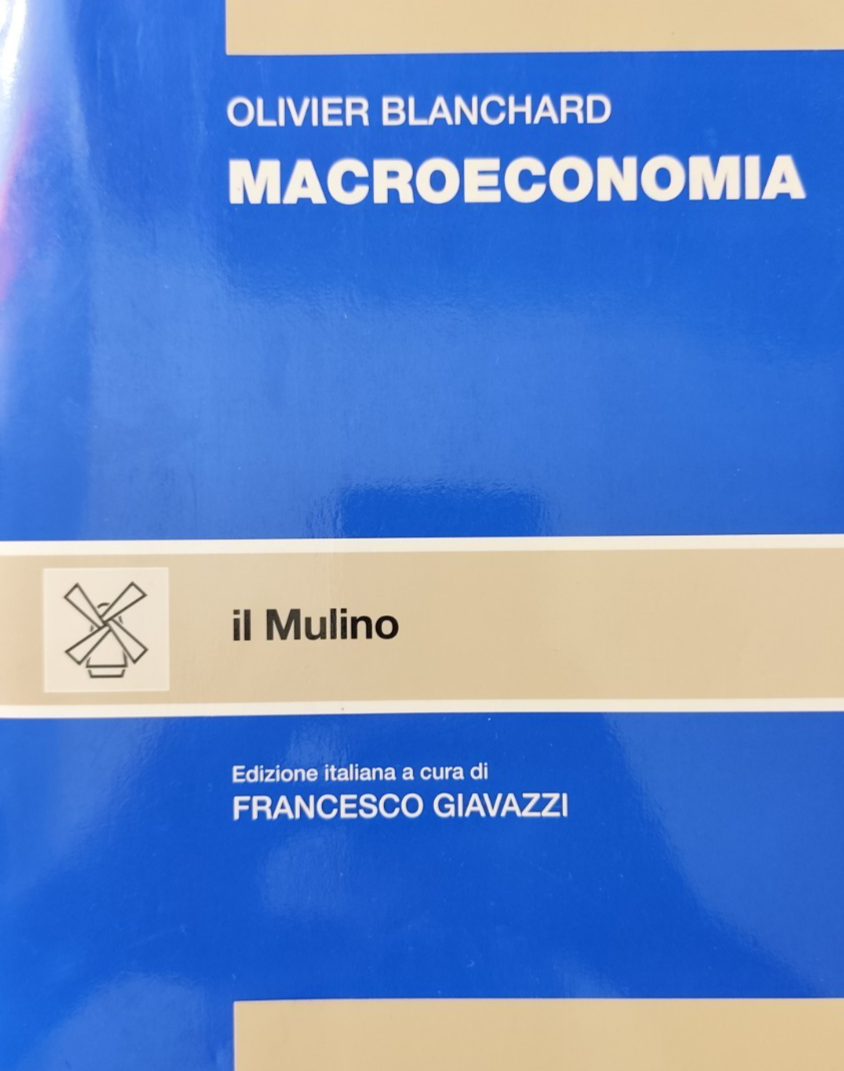 OLIVIER BLANCHARD
MACROECONOMIA
il Mulino
Edizione italiana a cura di
FRANCESCO GIAVAZZI